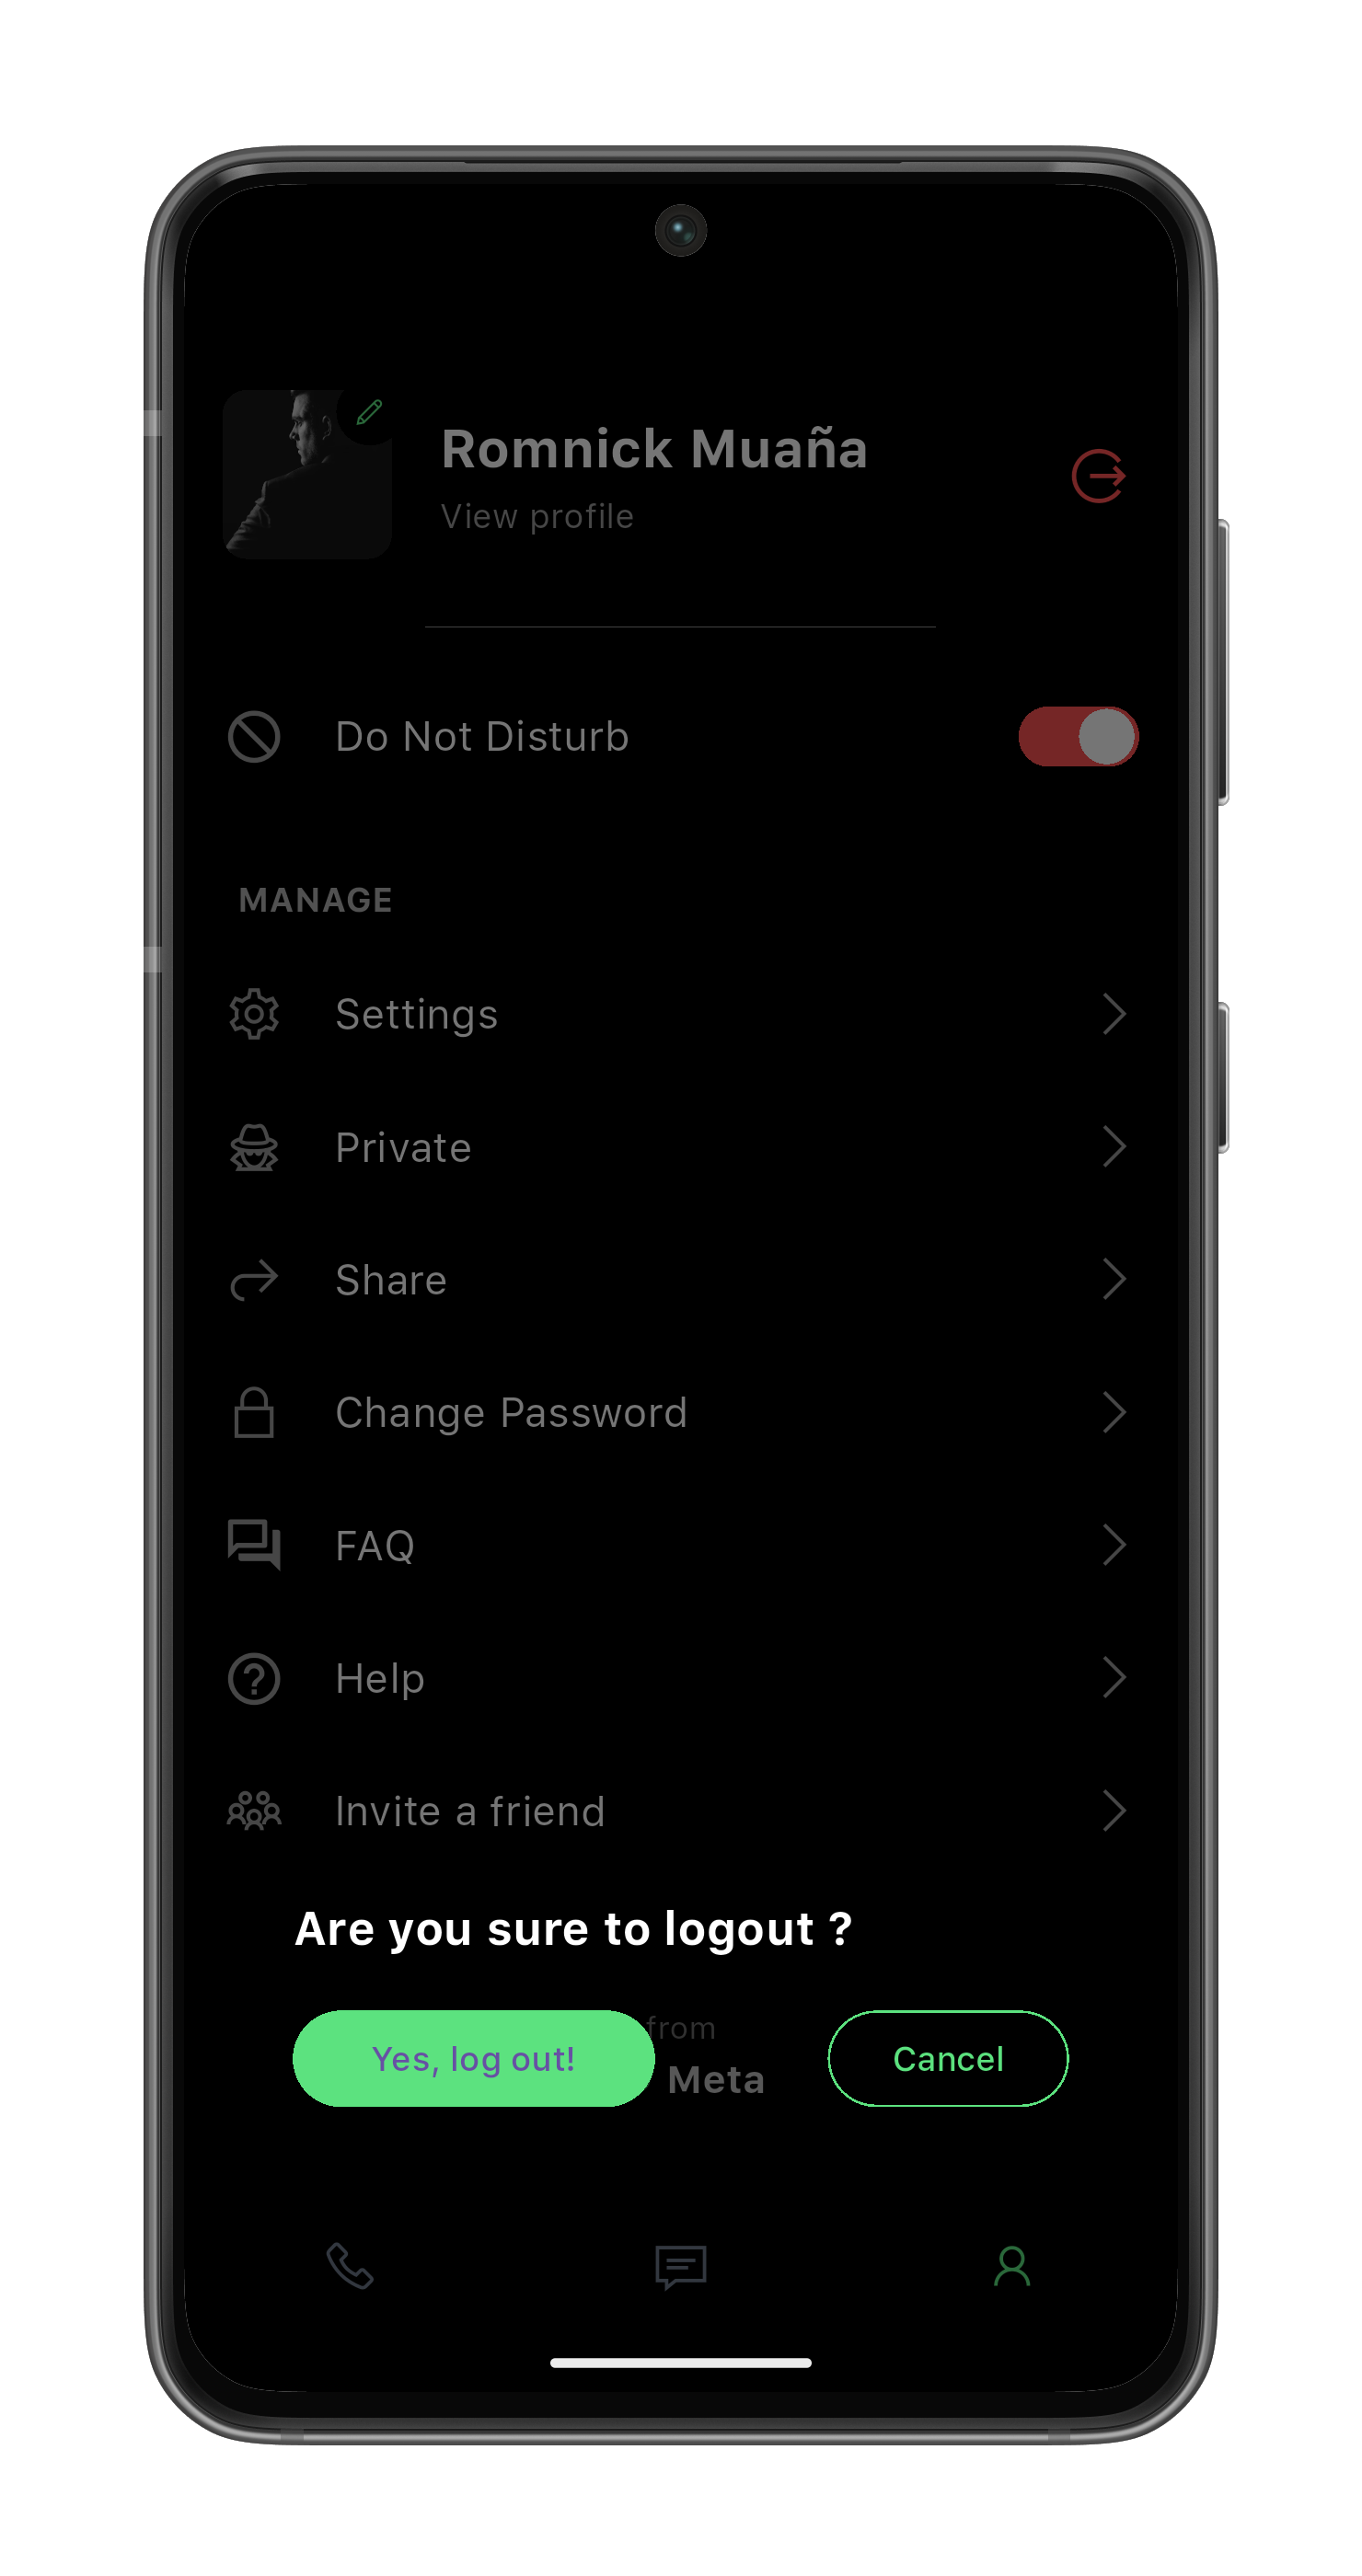 Romnick Muaña
View profile
Do Not Disturb
MANAGE
Settings
Private
Share
Change Password
FAQ
Help
Invite a friend
Are you sure to logout ?
from
Meta
Yes, log out!
Cancel